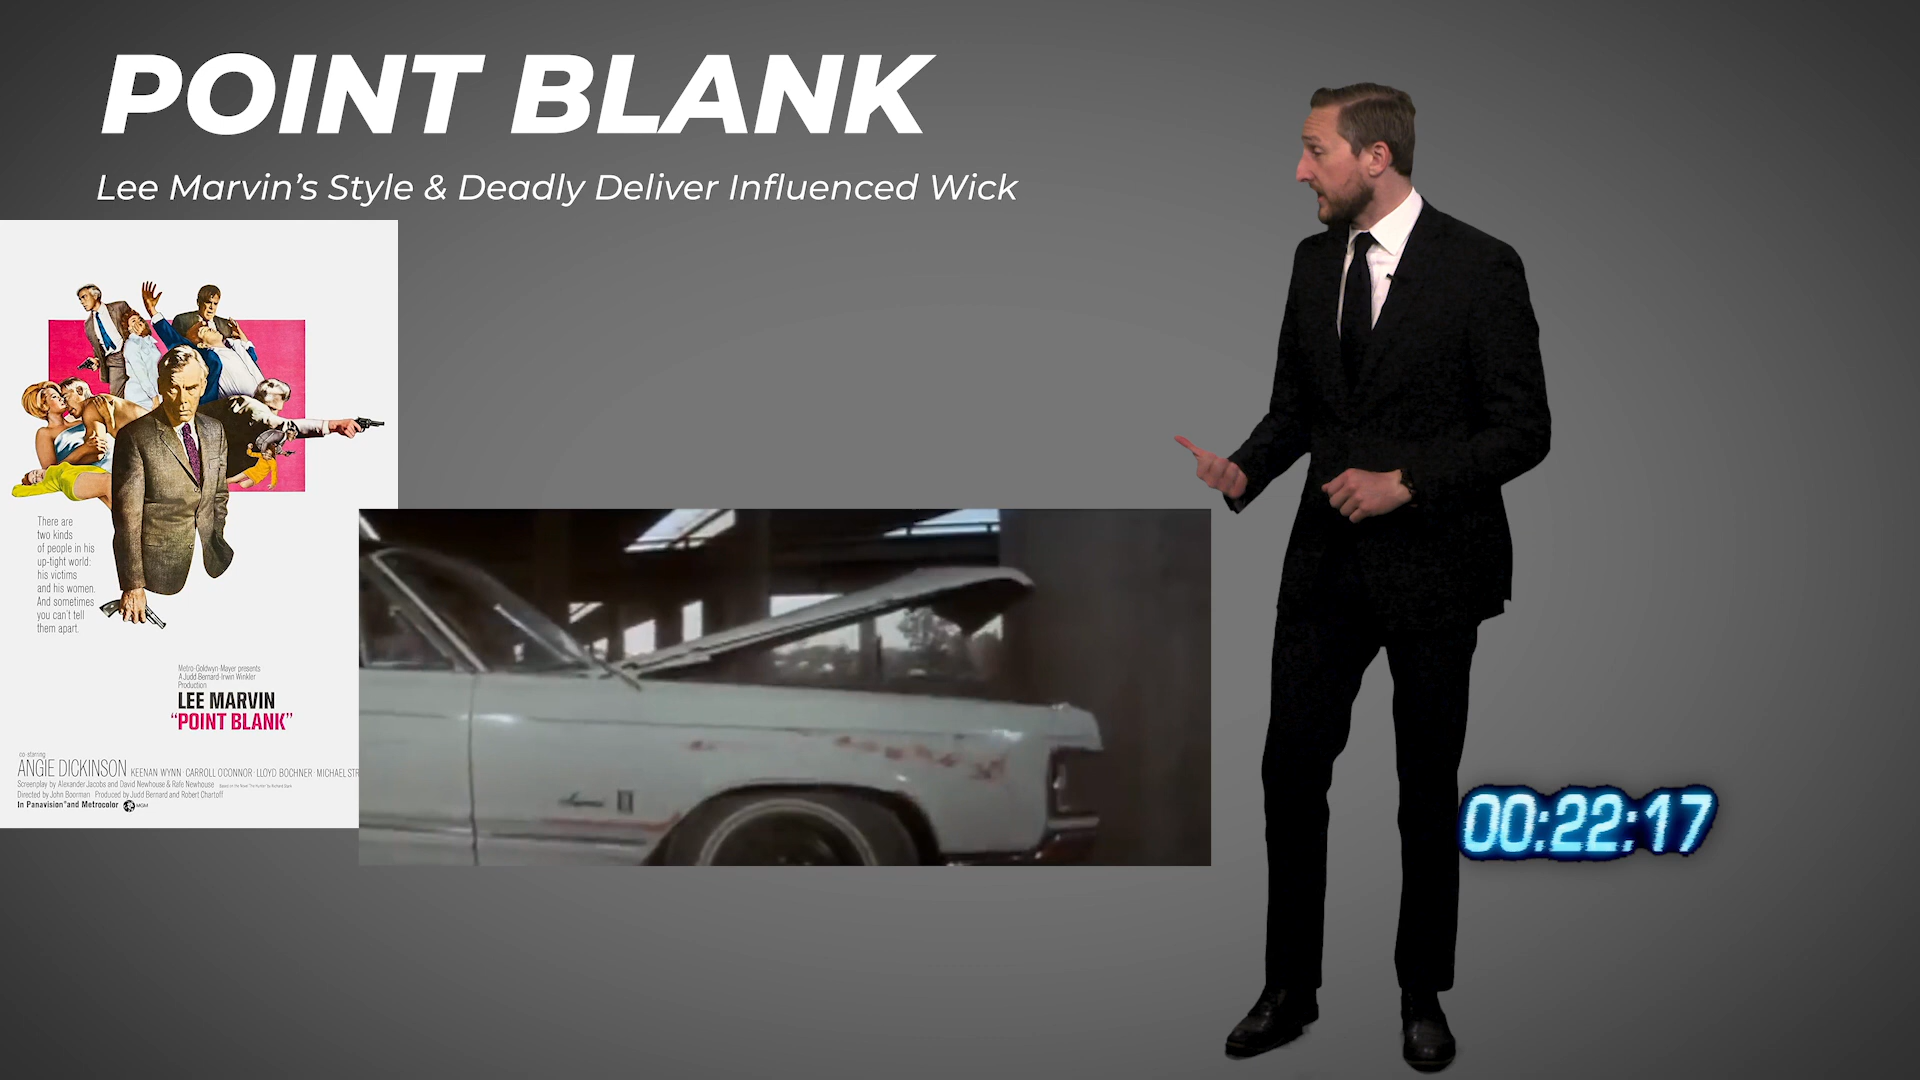 POINT BLANK
Lee Marvin's Style & Deadly Deliver Influenced Wick
There are
two kinds
of people in his
up-tight world:
his victims
and his women.
And sometimes
you can't tell
them apart.
Metro-Goldwyn-Mayer presents
A Judd Bernard-Irwin Winkler
Production
LEE MARVIN
"POINT BLANK"
co-starring
ANGIE DICKINSON KEENAN WYNN · CARROLL O'CONNOR · LLOYD BOCHNER · MICHAEL STR
Screenplay by Alexander Jacobs and David Newhouse & Rafe Newhouse
Directed by John Boorman Produced by Judd Bernard and Robert Chartoff
In Panavision® and Metrocolor MGM
00:22:17